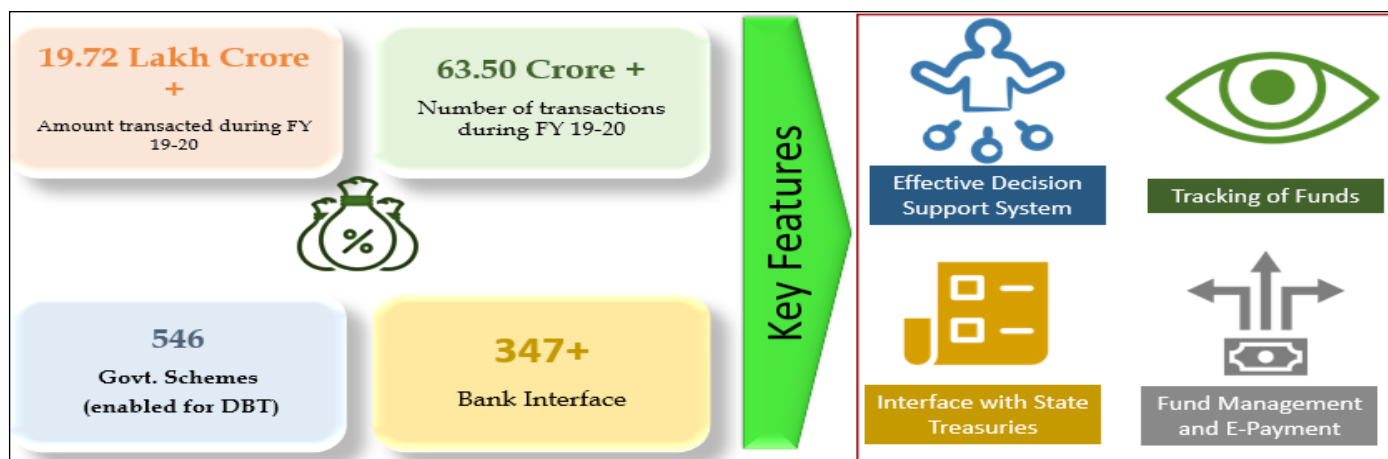 19.72 Lakh Crore
+
Amount transacted during FY
19-20
63.50 Crore +
Number of transactions
during FY 19-20
%
546
Govt. Schemes
(enabled for DBT)
347+
Bank Interface
Key Features
Effective Decision
Support System
Tracking of Funds
Interface with State
Treasuries
Fund Management
and E-Payment